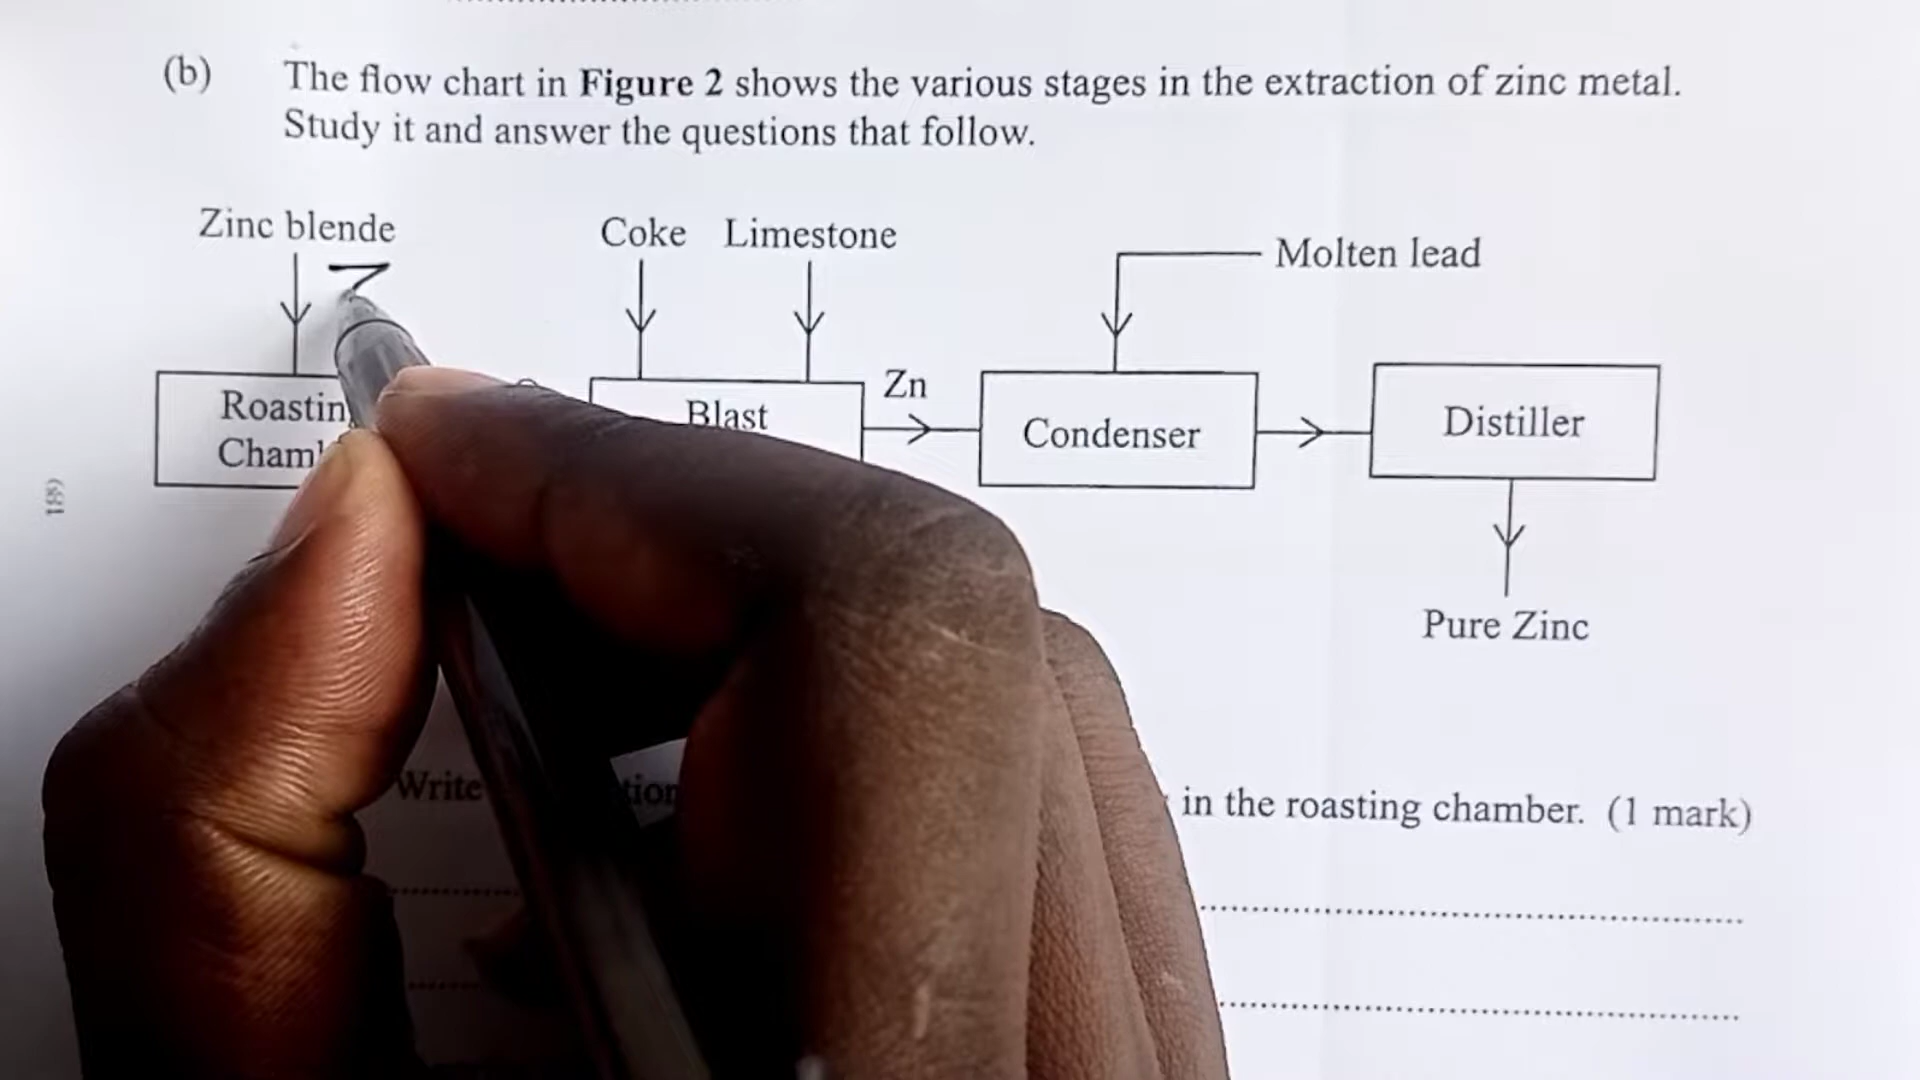 (b) The flow chart in Figure 2 shows the various stages in the extraction of zinc metal.
Study it and answer the questions that follow.
Zinc blende
Coke Limestone
Molten lead
Zn
Blast
Condenser
Distiller
Pure Zinc
Write in the roasting chamber. (1 mark)